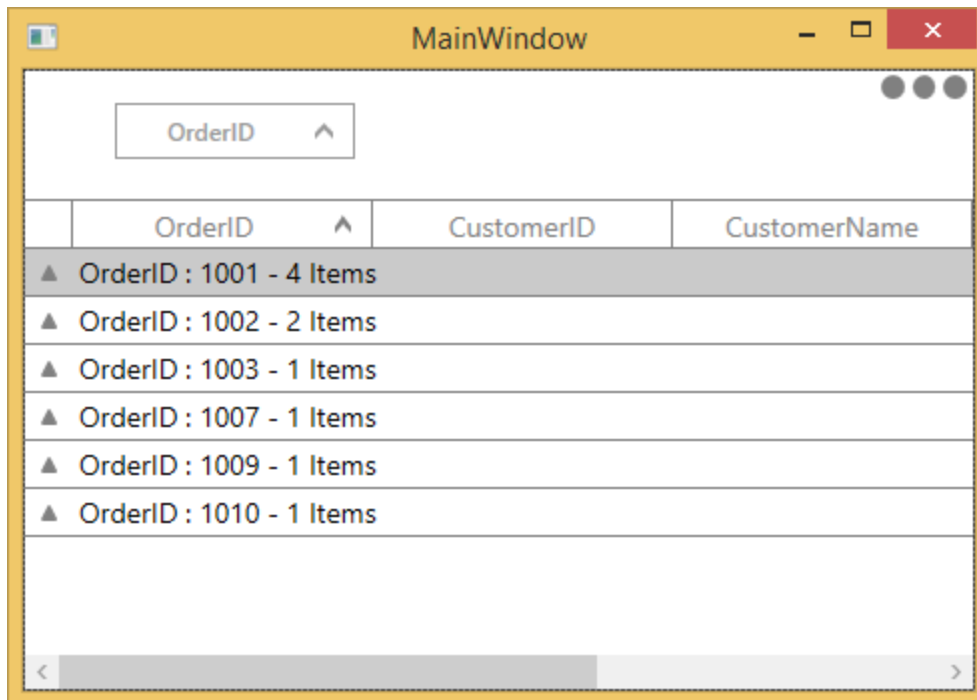 MainWindow
OrderID
OrderID CustomerID CustomerName
OrderID : 1001 - 4 Items
OrderID : 1002 - 2 Items
OrderID : 1003 - 1 Items
OrderID : 1007 - 1 Items
OrderID : 1009 - 1 Items
OrderID : 1010 - 1 Items